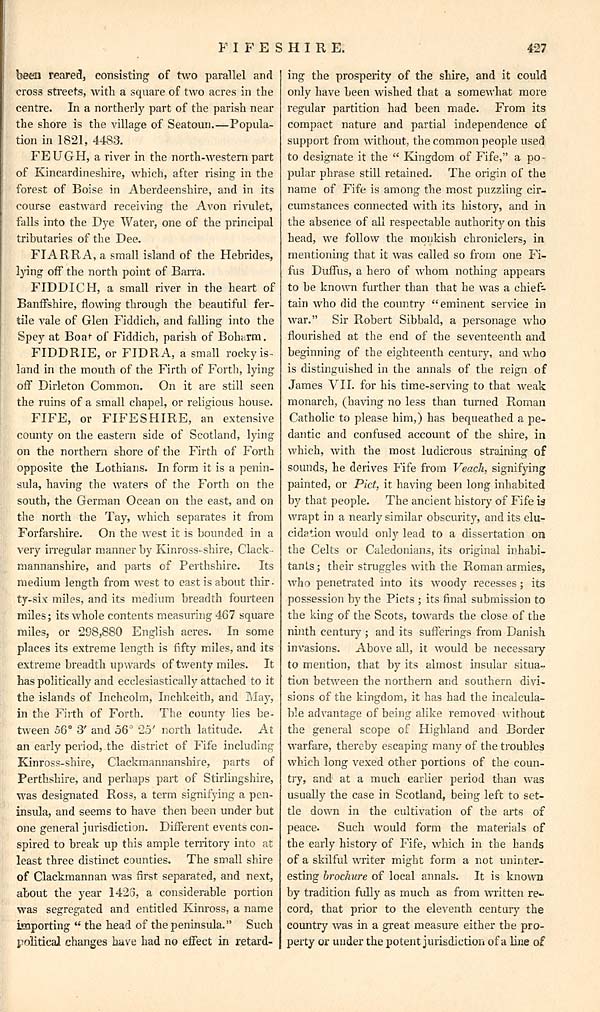 FIFESHIRE.
427
been reared, consisting of two parallel and
cross streets, with a square of two acres in the
centre. In a northerly part of the parish near
the shore is the village of Seatoun.—Popula-
tion in 1821, 4483.
FEUGH, a river in the north-western part
of Kincardineshire, which, after rising in the
forest of Boise in Aberdeenshire, and in its
course eastward receiving the Avon rivulet,
falls into the Dye Water, one of the principal
tributaries of the Dee.
FIARRA, a small island of the Hebrides,
lying off the north point of Barra.
FIDDICH, a small river in the heart of
Banffshire, flowing through the beautiful fer-
tile vale of Glen Fiddich, and falling into the
Spey at Boat of Fiddich, parish of Boharm.
FIDDRIE, or FIDRA, a small rocky is-
land in the mouth of the Firth of Forth, lying
off Dirleton Common. On it are still seen
the ruins of a small chapel, or religious house.
FIFE, or FIFESHIRE, an extensive
county on the eastern side of Scotland, lying
on the northern shore of the Firth of Forth
opposite the Lothians. In form it is a penin-
sula, having the waters of the Forth on the
south, the German Ocean on the east, and on
the north the Tay, which separates it from
Forfarshire. On the west it is bounded in a
very irregular manner by Kinross-shire, Clack-
mannanshire, and parts of Perthshire. Its
medium length from west to east is about thir-
ty-six miles, and its medium breadth fourteen
miles; its whole contents measuring 467 square
miles, or 298,880 English acres. In some
places its extreme length is fifty miles, and its
extreme breadth upwards of twenty miles. It
has politically and ecclesiastically attached to it
the islands of Inchcolm, Inchkeith, and May,
in the Firth of Forth. The county lies be-
tween 56° 3′ and 56° 25′ north latitude. At
an early period, the district of Fife including
Kinross-shire, Clackmannanshire, parts of
Perthshire, and perhaps part of Stirlingshire,
was designated Ross, a term signifying a pen-
insula, and seems to have then been under but
one general jurisdiction. Different events con-
spired to break up this ample territory into at
least three distinct counties. The small shire
of Clackmannan was first separated, and next,
about the year 1426, a considerable portion
was segregated and entitled Kinross, a name
importing " the head of the peninsula." Such
political changes have had no effect in retard-
ing the prosperity of the shire, and it could
only have been wished that a somewhat more
regular partition had been made. From its
compact nature and partial independence of
support from without, the common people used
to designate it the " Kingdom of Fife," a po-
pular phrase still retained. The origin of the
name of Fife is among the most puzzling cir-
cumstances connected with its history, and in
the absence of all respectable authority on this
head, we follow the monkish chroniclers, in
mentioning that it was called so from one Fi-
fus Duffus, a hero of whom nothing appears
to be known further than that he was a chief-
tain who did the country "eminent service in
war." Sir Robert Sibbald, a personage who
flourished at the end of the seventeenth and
beginning of the eighteenth century, and who
is distinguished in the annals of the reign of
James VII. for his time-serving to that weak
monarch, (having no less than turned Roman
Catholic to please him,) has bequeathed a pe-
dantic and confused account of the shire, in
which, with the most ludicrous straining of
sounds, he derives Fife from Veach, signifying
painted, or Pict, it having been long inhabited
by that people. The ancient history of Fife is
wrapt in a nearly similar obscurity, and its elu-
cidation would only lead to a dissertation on
the Celts or Caledonians, its original inhabi-
tants; their struggles with the Roman armies,
who penetrated into its woody recesses; its
possession by the Picts; its final submission to
the king of the Scots, towards the close of the
ninth century; and its sufferings from Danish
invasions. Above all, it would be necessary
to mention, that by its almost insular situa-
tion between the northern and southern divi-
sions of the kingdom, it has had the incalcula-
ble advantage of being alike removed without
the general scope of Highland and Border
warfare, thereby escaping many of the troubles
which long vexed other portions of the coun-
try, and at a much earlier period than was
usually the case in Scotland, being left to set-
tle down in the cultivation of the arts of
peace. Such would form the materials of
the early history of Fife, which in the hands
of a skilful writer might form a not uninter-
esting brochure of local annals. It is known
by tradition fully as much as from written re-
cord, that prior to the eleventh century the
country was in a great measure either the pro-
perty or under the potent jurisdiction of a line of